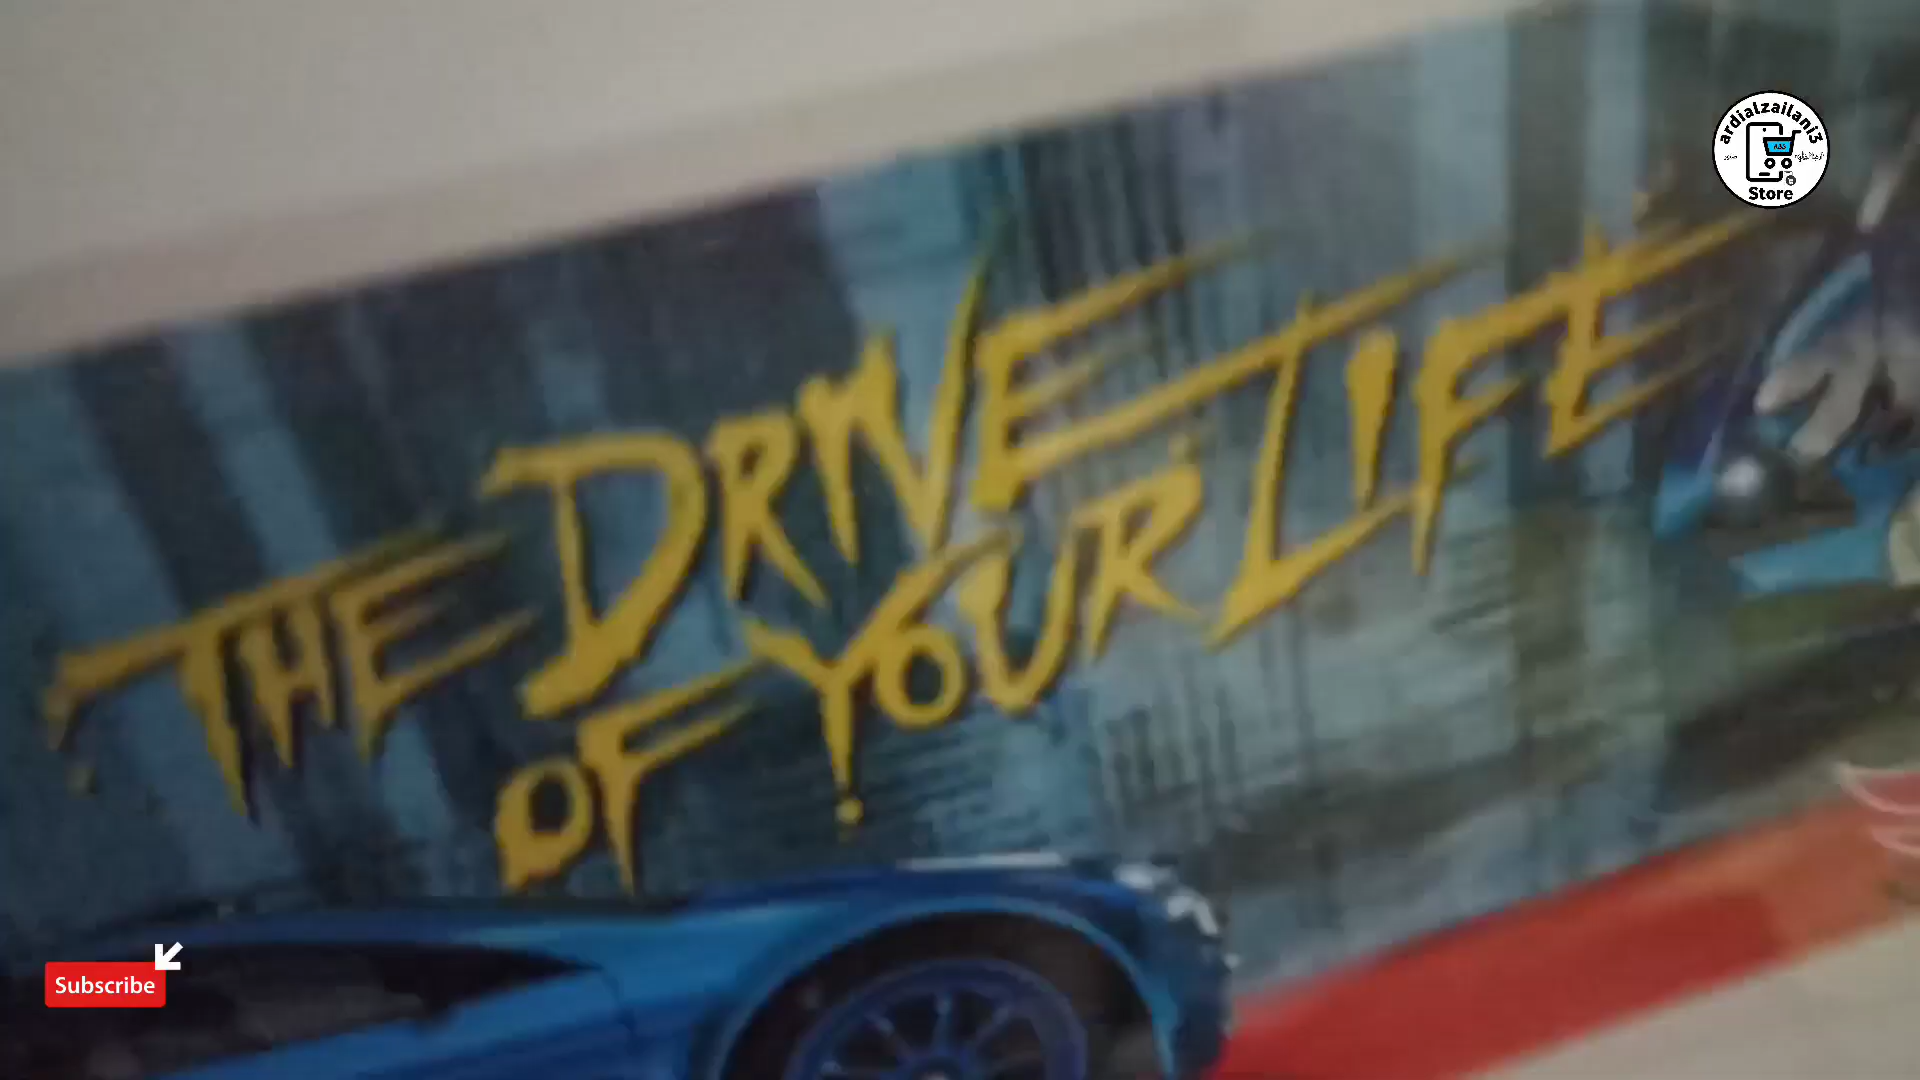 THE DRIVE
OF YOUR LIFE
ardialzailani3
Store
Subscribe